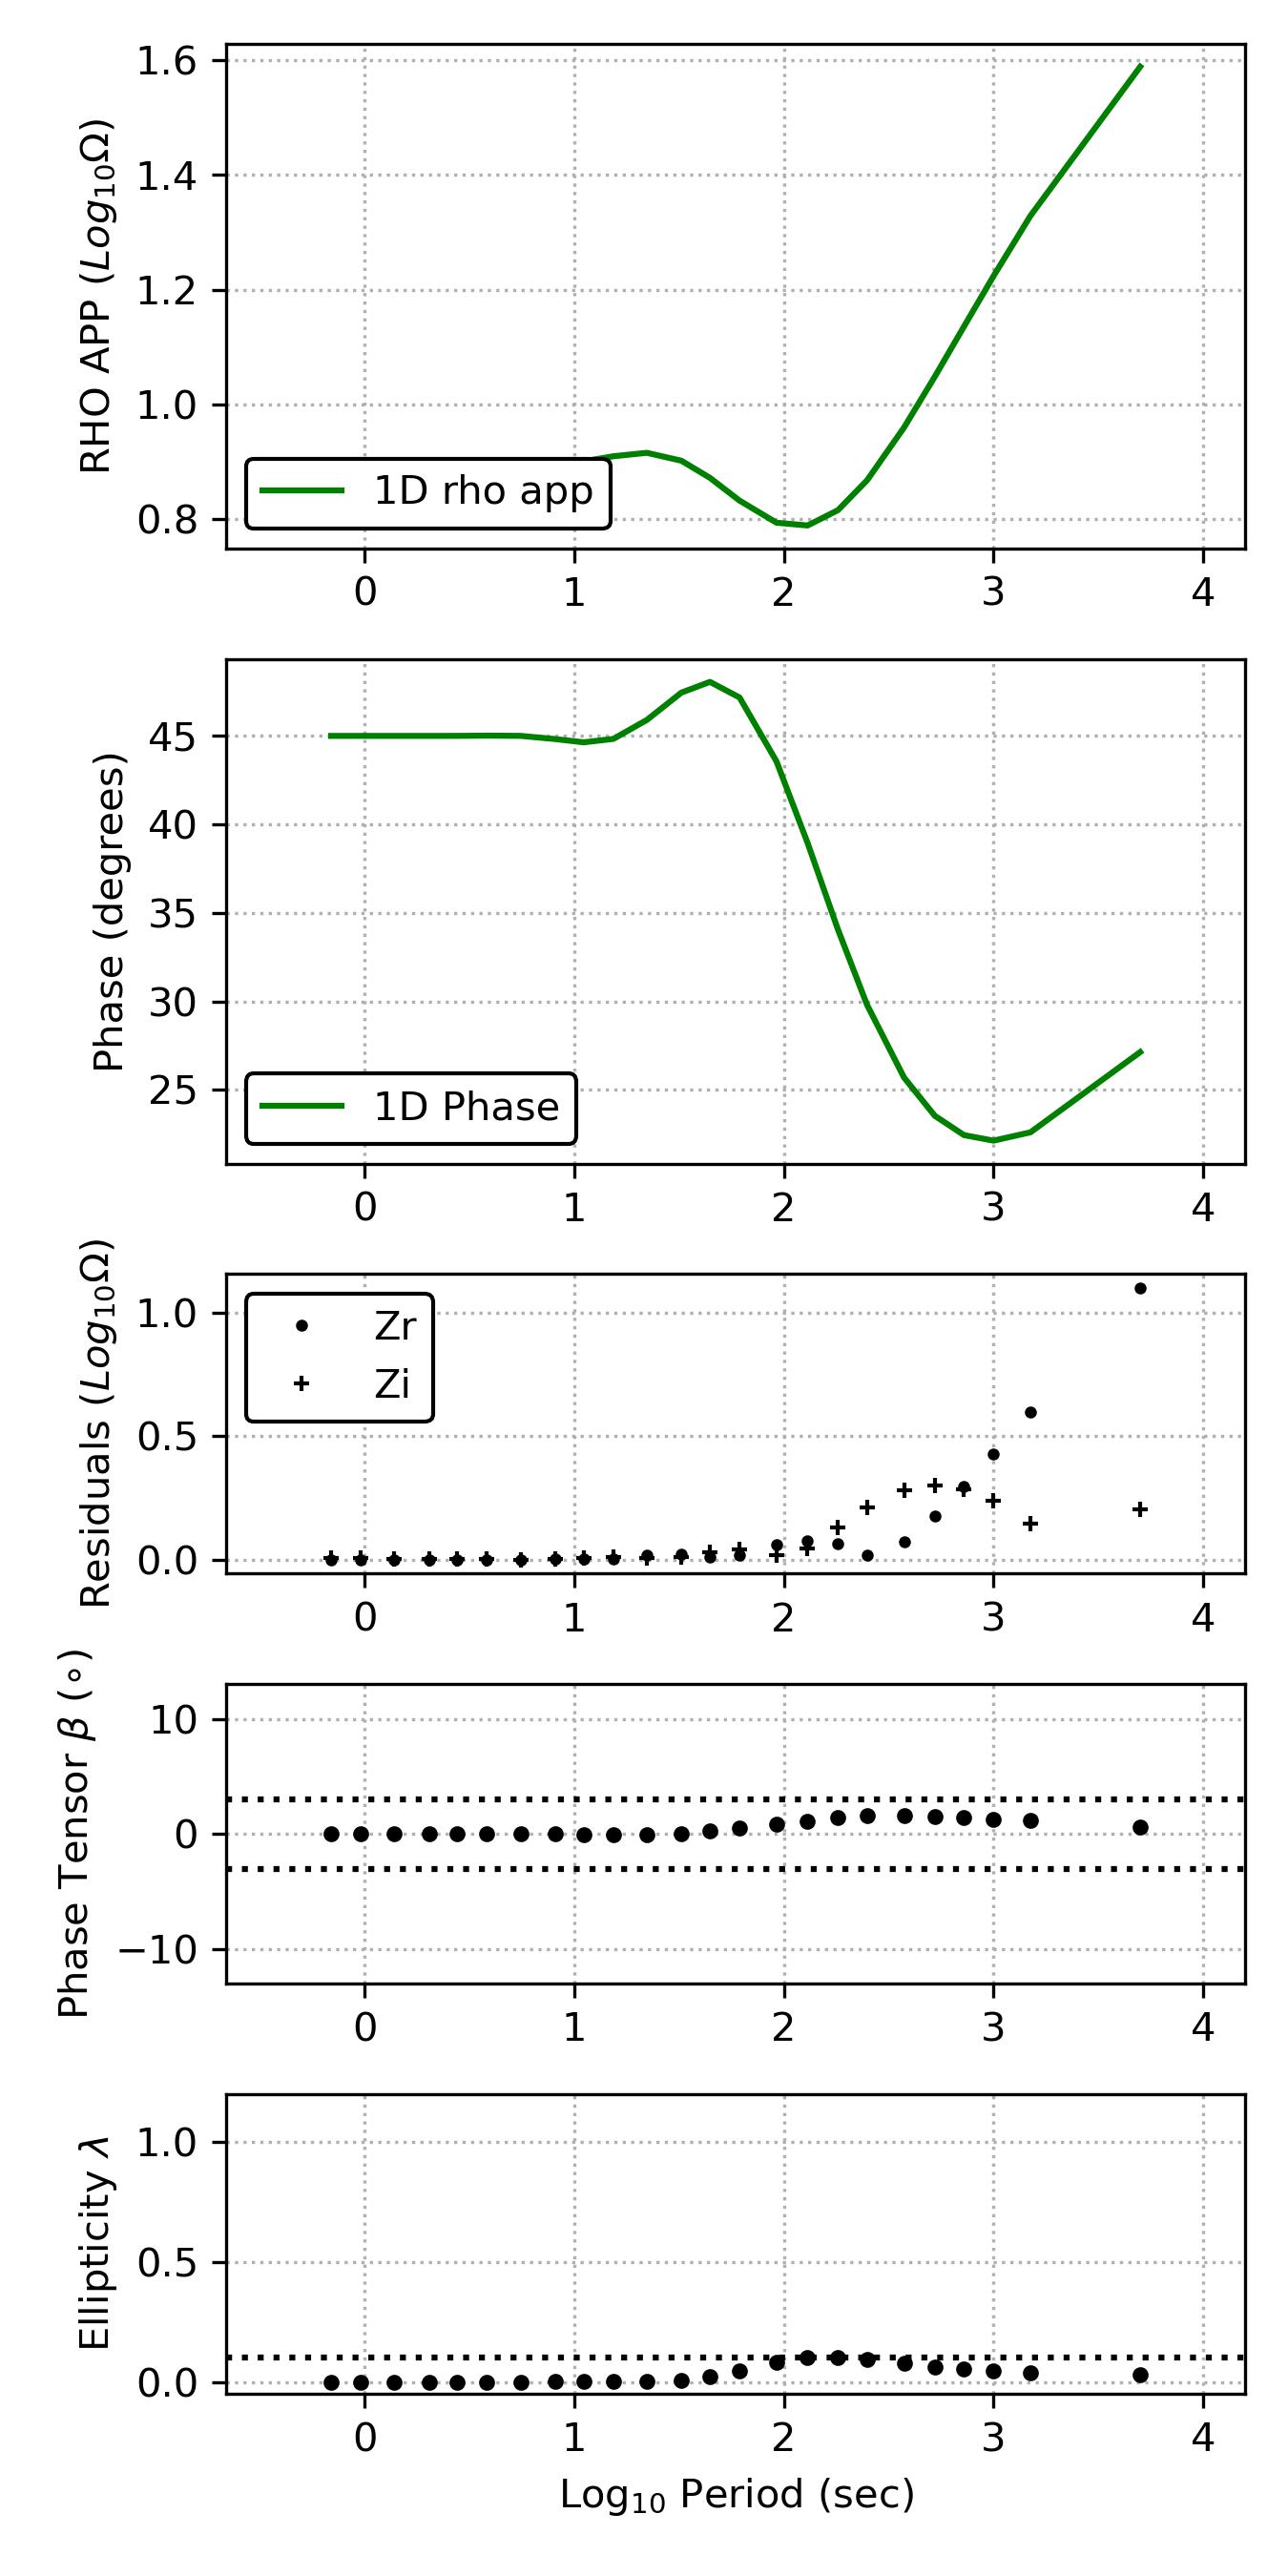 RHO APP (Log10Ω)
1.6
1.4
1.2
1.0
0.8
1D rho app
0 1 2 3 4
Phase (degrees)
45
40
35
30
25
1D Phase
0 1 2 3 4
Residuals (Log10Ω)
1.0
0.5
0.0
Zr
Zi
0 1 2 3 4
Phase Tensor β (∘)
10
0
−10
0 1 2 3 4
Ellipticity λ
1.0
0.5
0.0
0 1 2 3 4
Log10 Period (sec)